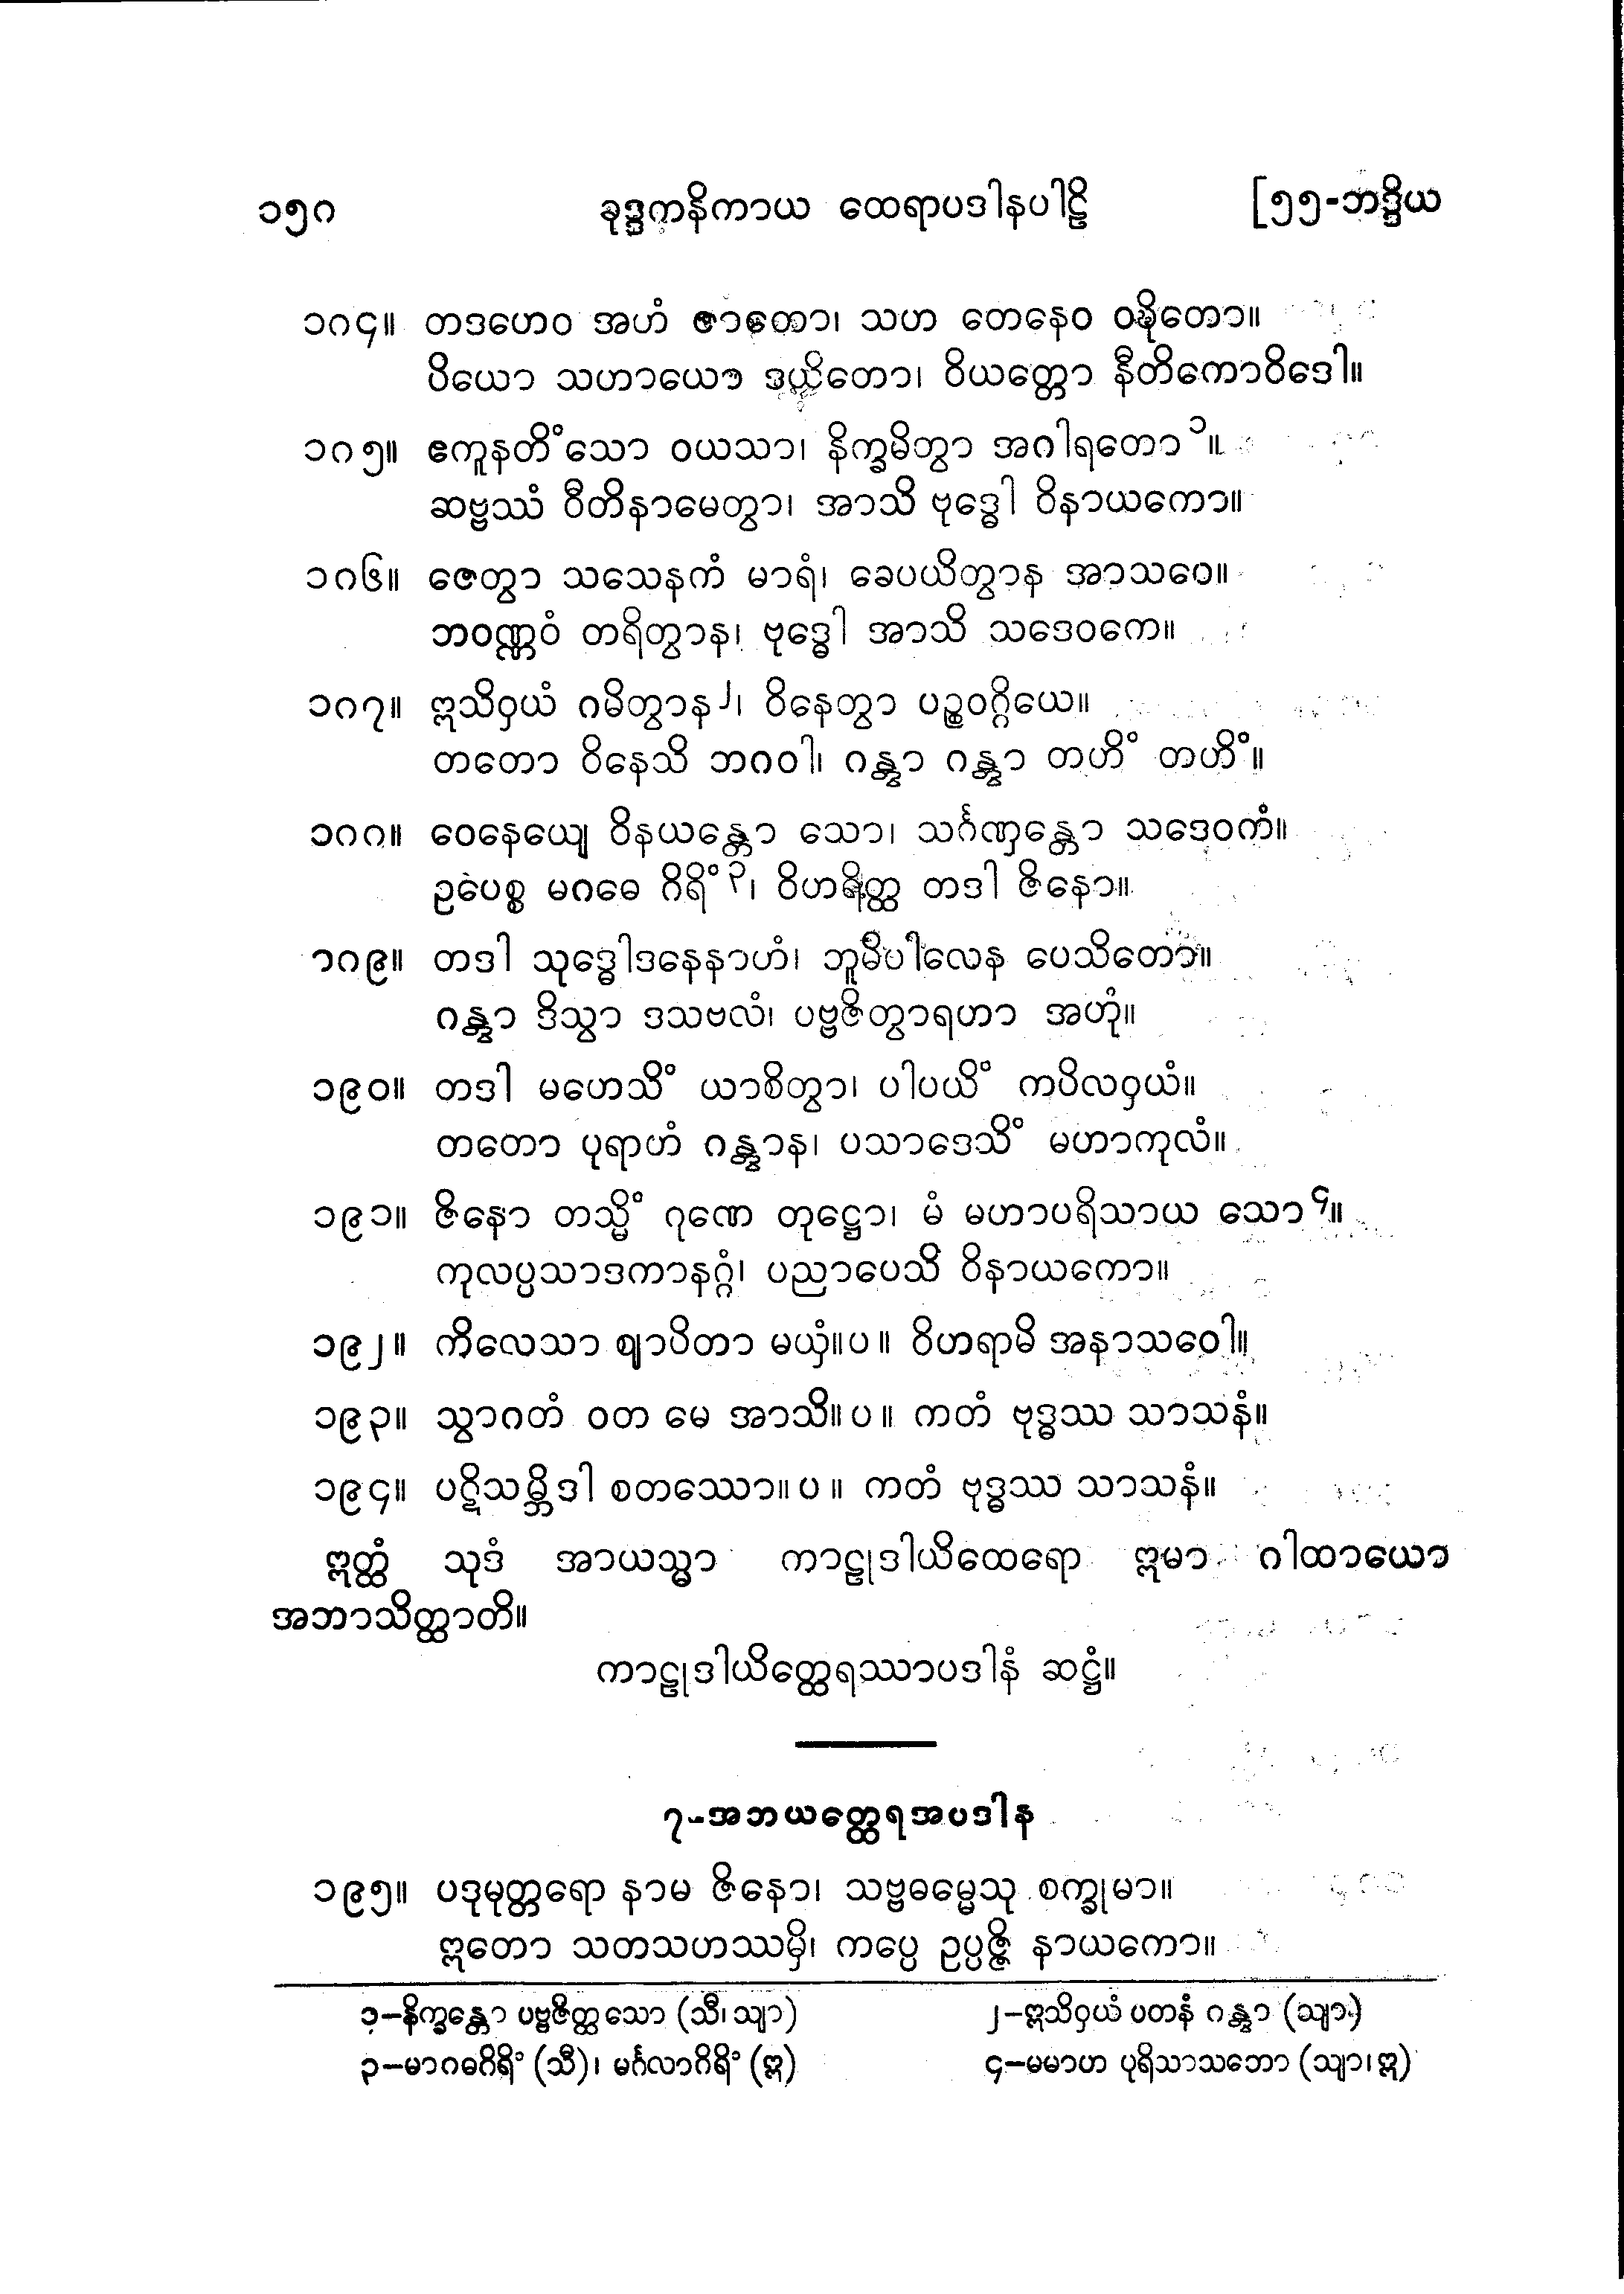 ၁၅၈ ခုဒ္ဒကနိကာယ ထေရာပဒါနပါဠိ [၅၅-ဘဒ္ဒိယ
၁၈၄။ တဒဟေဝ အဟံ ဇာတော၊ သဟ တေနေဝ ဝဍ္ဎိတော။
ပိယော သဟာယော ဒယိတော၊ ဝိယတ္တော နီတိကောဝိဒေါ။
၁၈၅။ ဧကူနတိံသော ဝယသာ၊ နိက္ခမိတွာ အဂါရတော၁။
ဆဗ္ဗဿံ ဝီတိနာမေတွာ၊ အာသိ ဗုဒ္ဓေါ ဝိနာယကော။
၁၈၆။ ဇေတွာ သသေနကံ မာရံ၊ ခေပယိတွာန အာသဝေ။
ဘဝဏ္ဏဝံ တရိတွာန၊ ဗုဒ္ဓေါ အာသိ သဒေဝကေ။
၁၈၇။ ဣသိဝှယံ ဂမိတွာန၂၊ ဝိနေတွာ ပဉ္စဝဂ္ဂိယေ။
တတော ဝိနေသိ ဘဂဝါ၊ ဂန္တွာ ဂန္တွာ တဟိံ တဟိံ။
၁၈၈။ ဝေနေယျေ ဝိနယန္တော သော၊ သင်္ဂဏှန္တော သဒေဝကံ။
ဥပေစ္စ မဂဓေ ဂိရိံ၃၊ ဝိဟရိတ္ထ တဒါ ဇိနော။
၁၈၉။ တဒါ သုဒ္ဓေါဒနေနာဟံ၊ ဘူမိပါလေန ပေသိတော။
ဂန္တွာ ဒိသွာ ဒသဗလံ၊ ပဗ္ဗဇိတွာရဟာ အဟုံ။
၁၉၀။ တဒါ မဟေသိံ ယာစိတွာ၊ ပါပယိံ ကပိလဝှယံ။
တတော ပုရာဟံ ဂန္တွာန၊ ပသာဒေသိံ မဟာကုလံ။
၁၉၁။ ဇိနော တသ္မိံ ဂုဏေ တုဋ္ဌော၊ မံ မဟာပရိသာယ သော၄။
ကုလပ္ပသာဒကာနဂ္ဂံ၊ ပညာပေသိ ဝိနာယကော။
၁၉၂။ ကိလေသာ ဈာပိတာ မယှံ။ပ။ ဝိဟရာမိ အနာသဝေါ။
၁၉၃။ သွာဂတံ ဝတ မေ အာသိ။ပ။ ကတံ ဗုဒ္ဓဿ သာသနံ။
၁၉၄။ ပဋိသမ္ဘိဒါ စတဿော။ပ။ ကတံ ဗုဒ္ဓဿ သာသနံ။
ဣတ္ထံ သုဒံ အာယသ္မာ ကာဠုဒါယိထေရော ဣမာ ဂါထာယော
အဘာသိတ္ထာတိ။
ကာဠုဒါယိတ္ထေရဿာပဒါနံ ဆဋ္ဌံ။
၇-အဘယတ္ထေရအပဒါန
၁၉၅။ ပဒုမုတ္တရော နာမ ဇိနော၊ သဗ္ဗဓမ္မေသု စက္ခုမာ။
ဣတော သတသဟဿမှိ၊ ကပ္ပေ ဥပ္ပဇ္ဇိ နာယကော။
၁–နိက္ခန္တော ပဗ္ဗဇိတ္ထ သော (သီ၊ သျာ) ၂–ဣသိဝှယံ ပတနံ ဂန္တွာ (သျာ)
၃–မာဂဓဂိရိံ (သီ)၊ မင်္ဂလာဂိရိံ (ဣ) ၄–မမာဟ ပုရိသာသဘော (သျာ၊ ဣ)